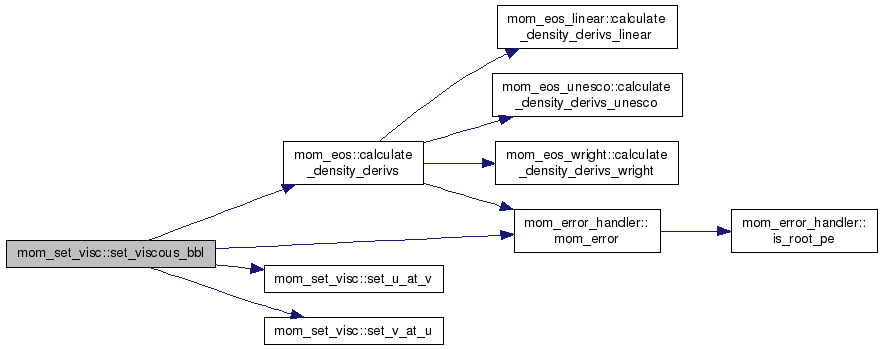 mom_eos_linear::calculate
_density_derivs_linear
mom_eos_unesco::calculate
_density_derivs_unesco
mom_eos::calculate
_density_derivs
mom_eos_wright::calculate
_density_derivs_wright
mom_error_handler::
mom_error
mom_error_handler::
is_root_pe
mom_set_visc::set_viscous_bbl
mom_set_visc::set_u_at_v
mom_set_visc::set_v_at_u